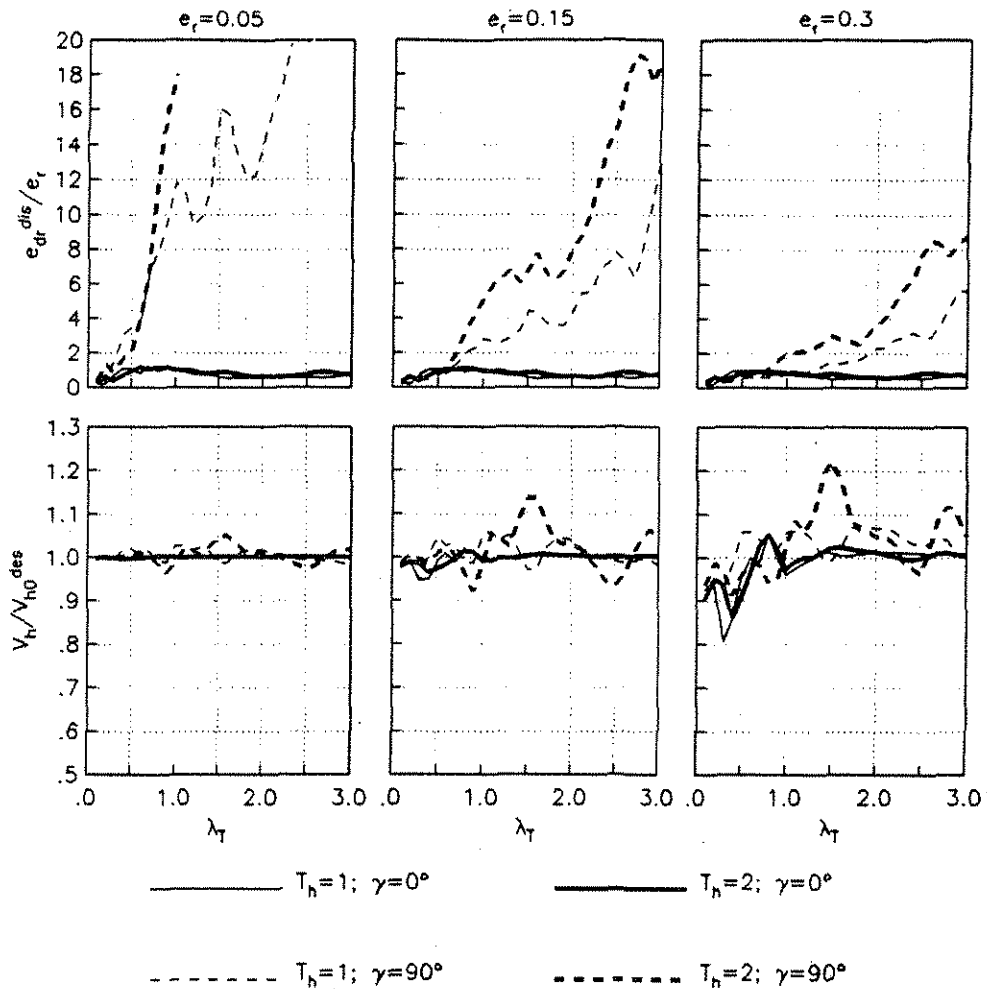 e_r=0.05 e_r=0.15 e_r=0.3
20
18
16
14
12
10
8
6
4
2
0
e_dr^dis/e_r
1.3
1.2
1.1
1.0
.9
.8
.7
.6
.5
V_h/V_h0^des
.0 1.0 2.0 3.0 .0 1.0 2.0 3.0 .0 1.0 2.0 3.0
λ_T λ_T λ_T
T_h=1; γ=0° T_h=2; γ=0°
T_h=1; γ=90° T_h=2; γ=90°